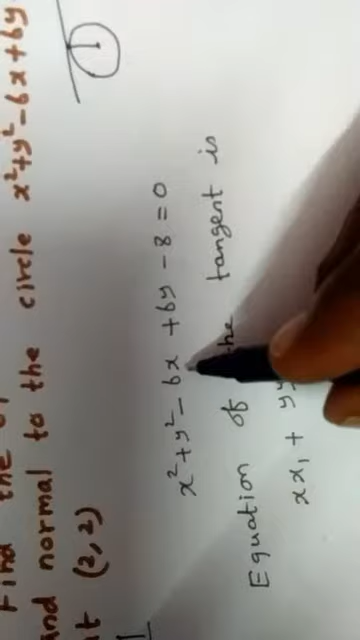 Find the
and normal to the circle x²+y²-6x+6y
at (2,2)
x²+y²-6x+6y-8=0
Equation of the tangent is
xx₁ + yy